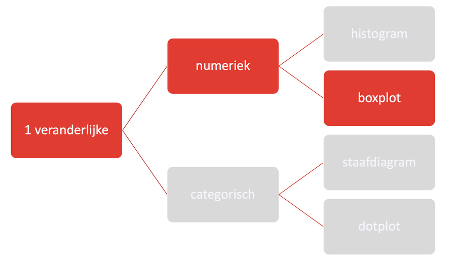 histogram
numeriek
boxplot
1 veranderlijke
staafdiagram
categorisch
dotplot